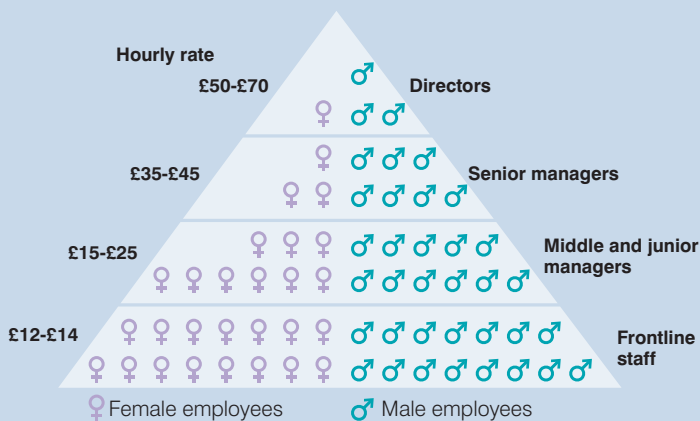 Hourly rate
£50-£70
Directors
£35-£45
Senior managers
£15-£25
Middle and junior
managers
£12-£14
Frontline
staff
Female employees
Male employees